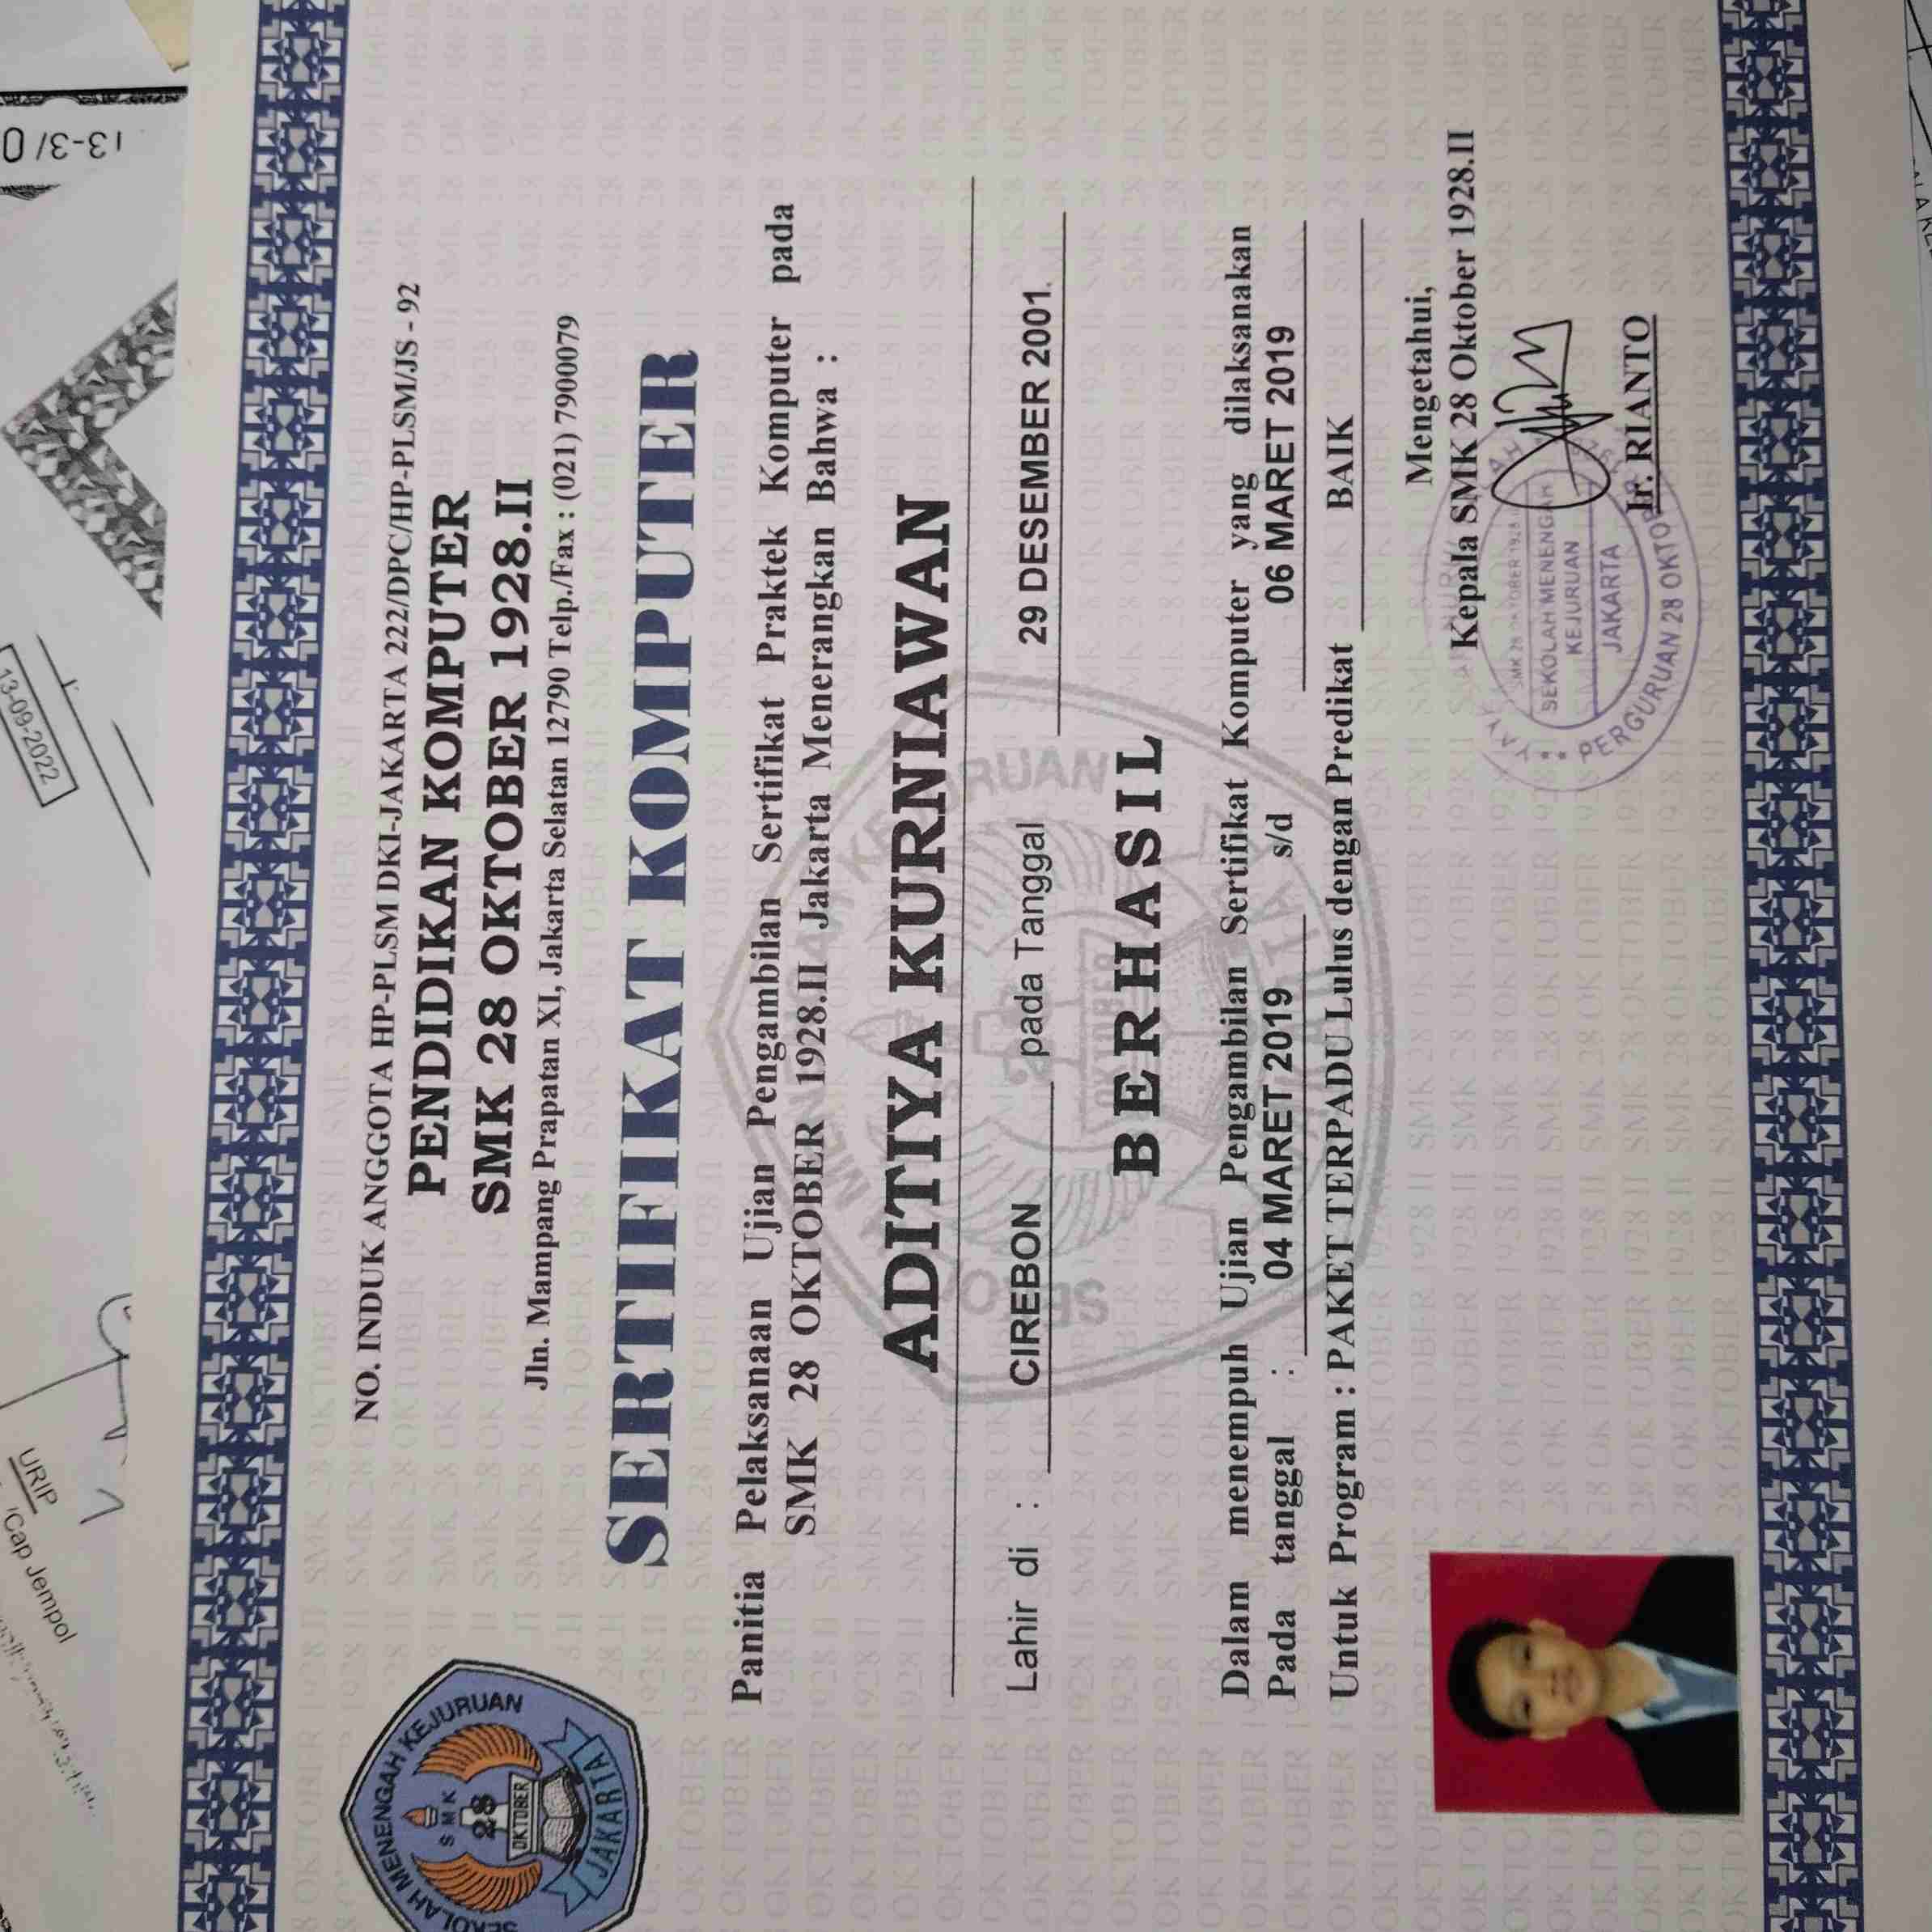 NO. INDUK ANGGOTA HP-PLSM DKI-JAKARTA 222/DPC/HP-PLSM/JS - 92
PENDIDIKAN KOMPUTER
SMK 28 OKTOBER 1928.II
Jln. Mampang Prapatan XI, Jakarta Selatan 12790 Telp./Fax : (021) 7900079
SEKOLAH MENENGAH KEJURUAN
SMK
28
OKTOBER
JAKARTA
SERTIFIKAT KOMPUTER
Panitia Pelaksanaan Ujian Pengambilan Sertifikat Praktek Komputer pada
SMK 28 OKTOBER 1928.II Jakarta Menerangkan Bahwa :
ADITIYA KURNIAWAN
Lahir di : CIREBON pada Tanggal 29 DESEMBER 2001.
BERHASIL
Dalam menempuh Ujian Pengambilan Sertifikat Komputer yang dilaksanakan
Pada tanggal : 04 MARET 2019 s/d 06 MARET 2019
Untuk Program : PAKET TERPADU Lulus dengan Predikat BAIK
Mengetahui,
Kepala SMK 28 Oktober 1928.II
SMK 28 OKTOBER 1928
SEKOLAH MENENGAH
KEJURUAN
JAKARTA
PERGURUAN 28 OKTOBER
Ir. RIANTO
URIP
Cap Jempol
13-09-2022
13-3/0